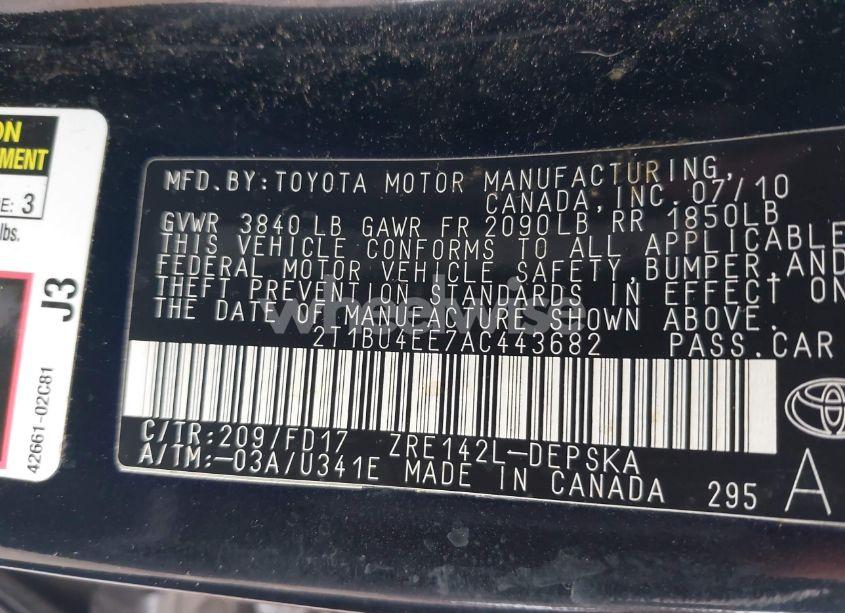 ON
MENT
E: 3
lbs.
J3
42661-02C81
MFD.BY:TOYOTA MOTOR MANUFACTURING,
CANADA,INC.07/10
GVWR 3840LB GAWR FR 2090LB RR 1850LB
THIS VEHICLE CONFORMS TO ALL APPLICABLE
FEDERAL MOTOR VEHICLE SAFETY,BUMPER,AND
THEFT PREVENTION STANDARDS IN EFFECT ON
THE DATE OF MANUFACTURE SHOWN ABOVE.
2T1BU4EE7AC443682 PASS.CAR
wheelwise
C/TR:209/FD17 ZRE142L-DEPSKA
A/TM:-03A/U341E MADE IN CANADA 295 A